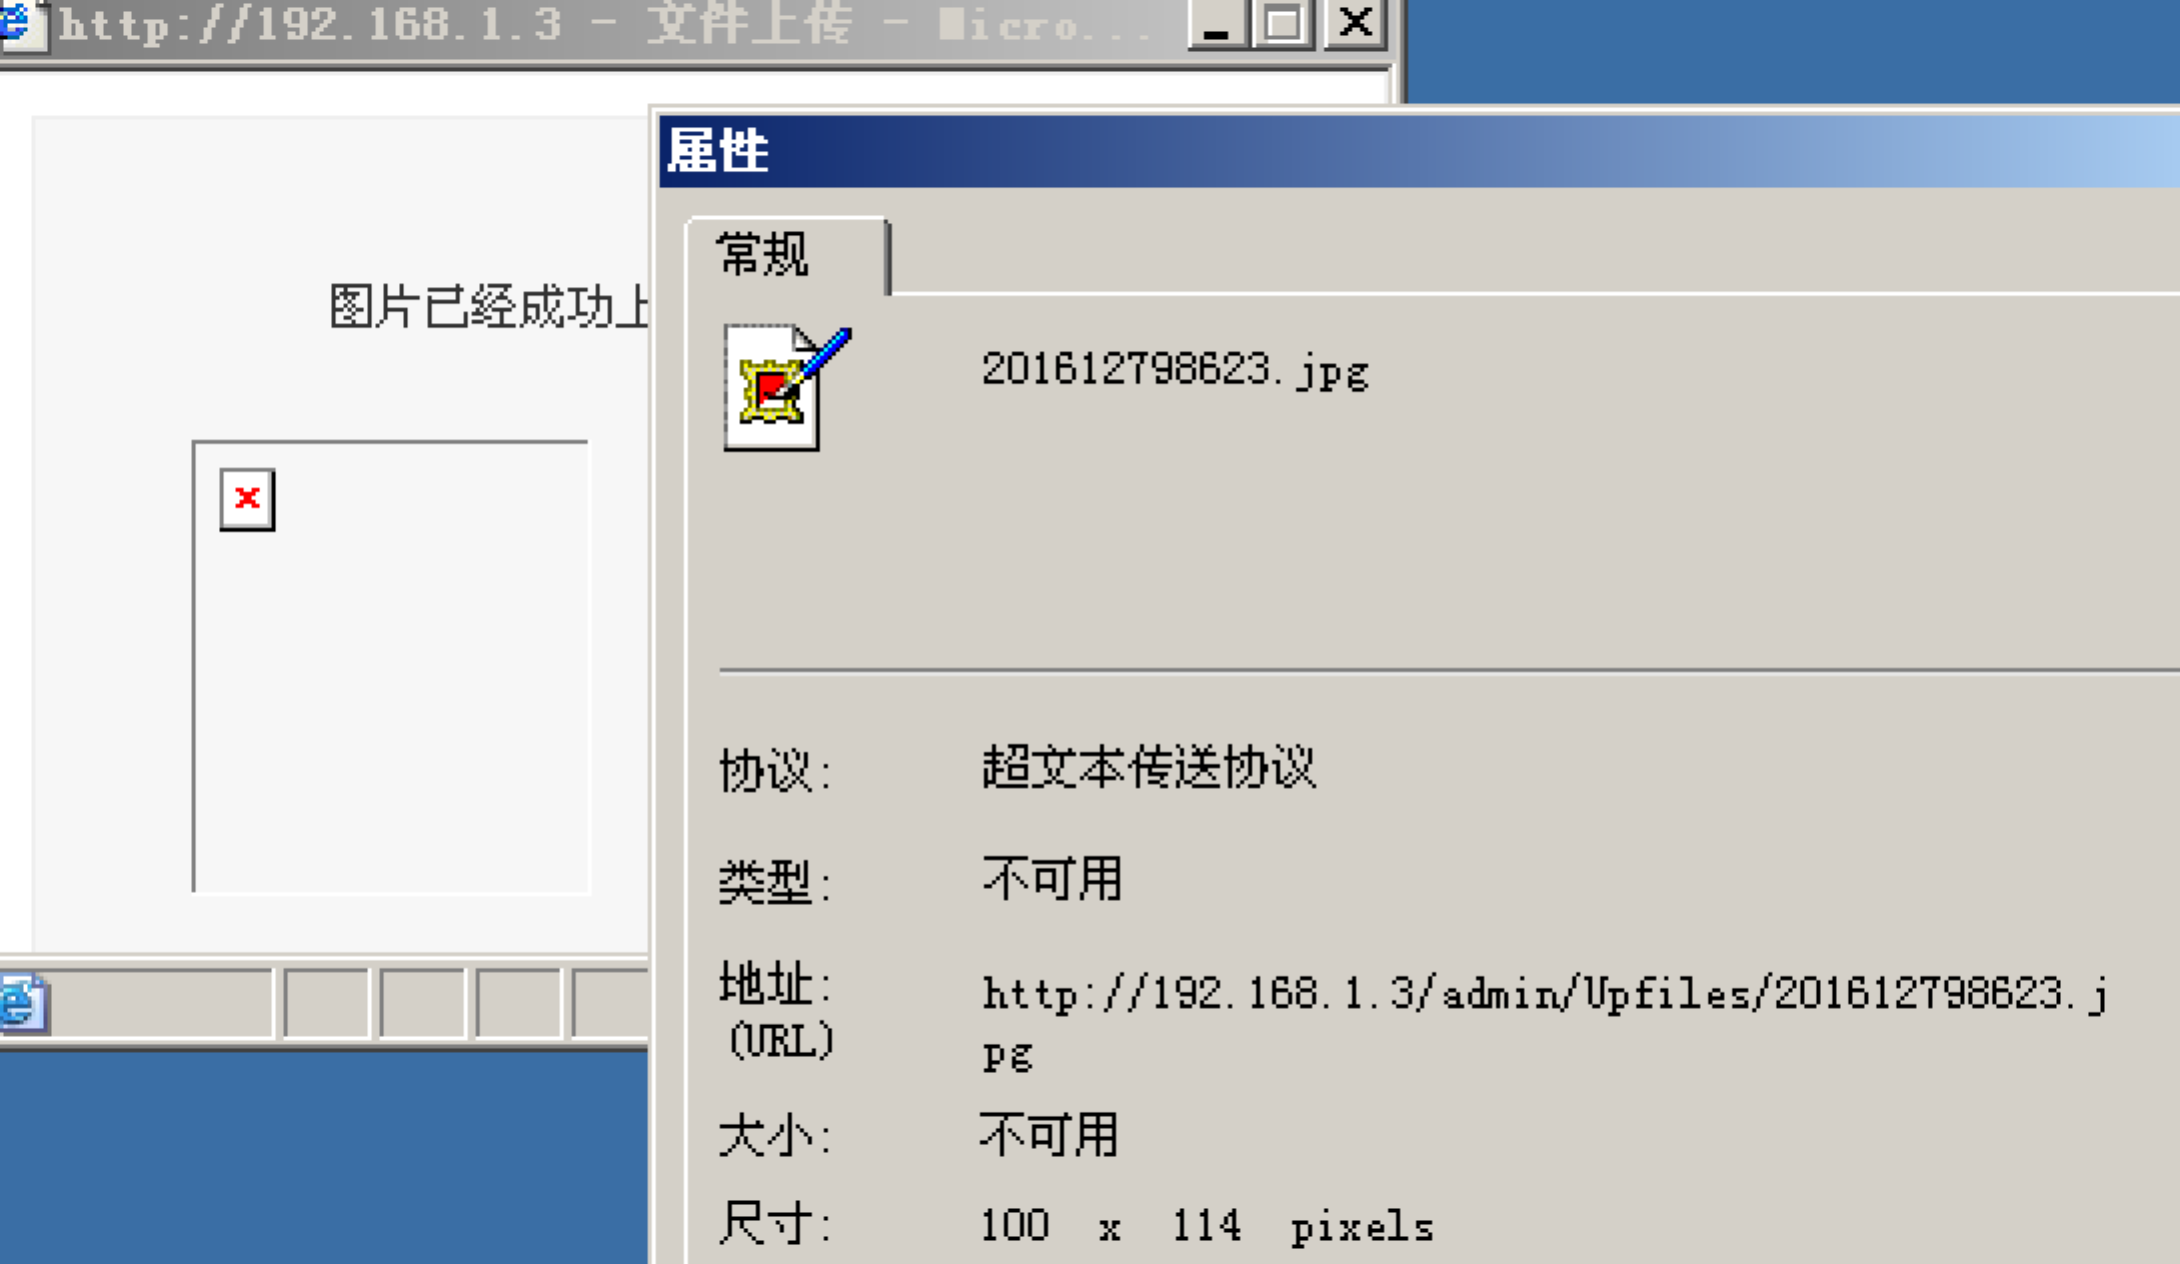 http://192.168.1.3 - 文件上传 - Micro...
图片已经成功上
属性
常规
201612798623.jpg
协议: 超文本传送协议
类型: 不可用
地址: (URL) http://192.168.1.3/admin/Upfiles/201612798623.j
pg
大小: 不可用
尺寸: 100 x 114 pixels